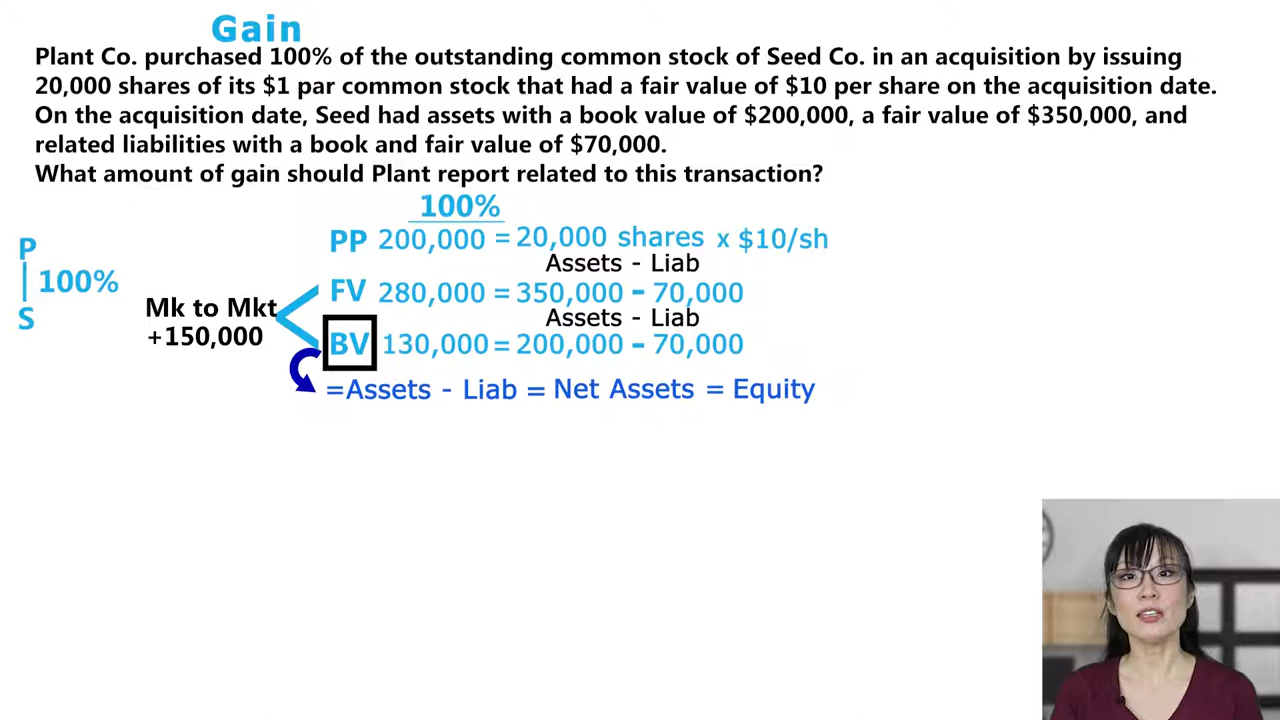 Gain
Plant Co. purchased 100% of the outstanding common stock of Seed Co. in an acquisition by issuing
20,000 shares of its $1 par common stock that had a fair value of $10 per share on the acquisition date.
On the acquisition date, Seed had assets with a book value of $200,000, a fair value of $350,000, and
related liabilities with a book and fair value of $70,000.
What amount of gain should Plant report related to this transaction?
100%
P
100%
S
PP 200,000 = 20,000 shares x $10/sh
Assets - Liab
Mk to Mkt
+150,000
FV 280,000 = 350,000 - 70,000
Assets - Liab
BV 130,000 = 200,000 - 70,000
=Assets - Liab = Net Assets = Equity